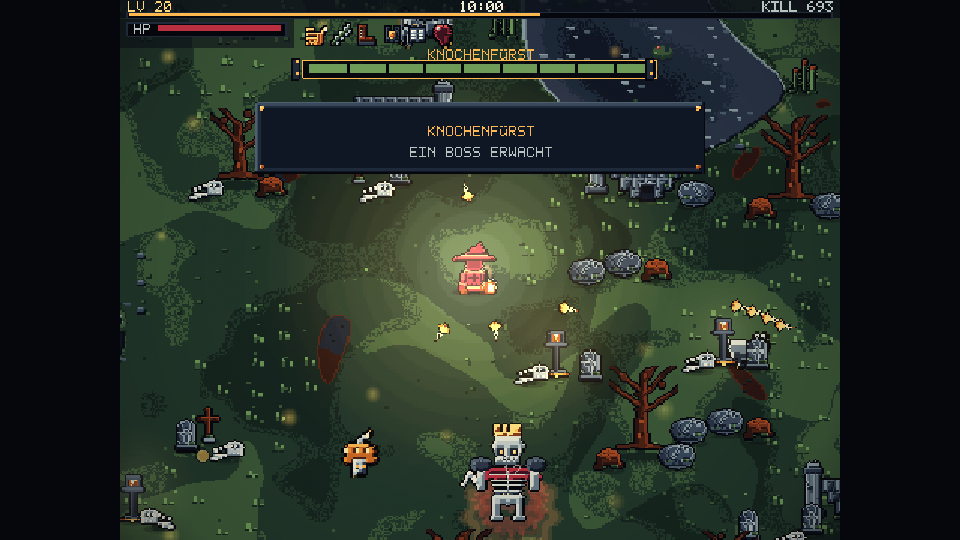 LV 20
10:00
KILL 693
HP
KNOCHENFÜRST
KNOCHENFÜRST
EIN BOSS ERWACHT